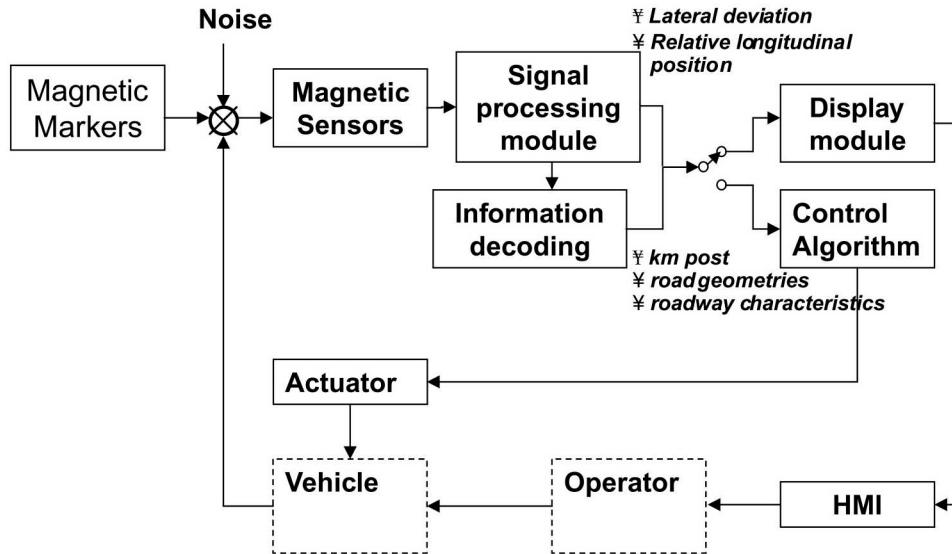 Noise
¥ Lateral deviation
¥ Relative longitudinal
position
Magnetic
Markers
Magnetic
Sensors
Signal
processing
module
Display
module
Information
decoding
Control
Algorithm
¥ km post
¥ road geometries
¥ roadway characteristics
Actuator
Vehicle
Operator
HMI